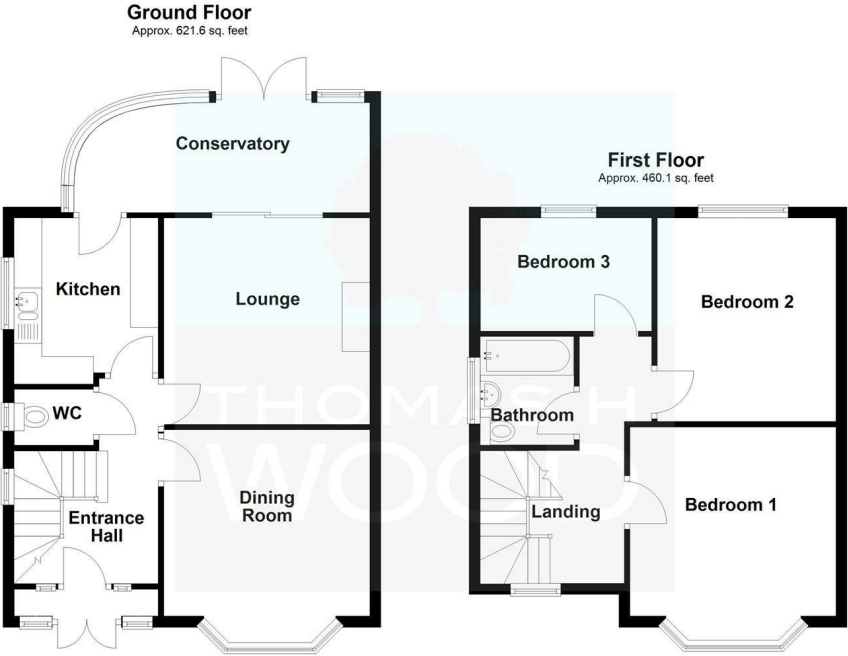 Ground Floor
Approx. 621.6 sq. feet
Conservatory
Kitchen
Lounge
WC
Dining
Room
Entrance
Hall
First Floor
Approx. 460.1 sq. feet
Bedroom 3
Bedroom 2
Bathroom
Landing
Bedroom 1
THOMAS H
WOOD